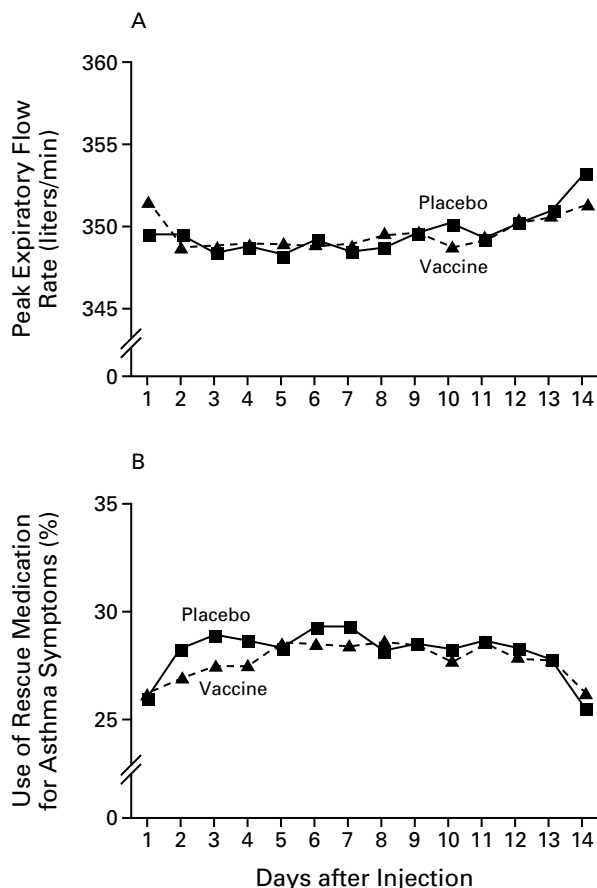 A
Peak Expiratory Flow
Rate (liters/min)
360
355
350
345
0
Placebo
Vaccine
1 2 3 4 5 6 7 8 9 10 11 12 13 14
B
Use of Rescue Medication
for Asthma Symptoms (%)
35
30
25
0
Placebo
Vaccine
1 2 3 4 5 6 7 8 9 10 11 12 13 14
Days after Injection